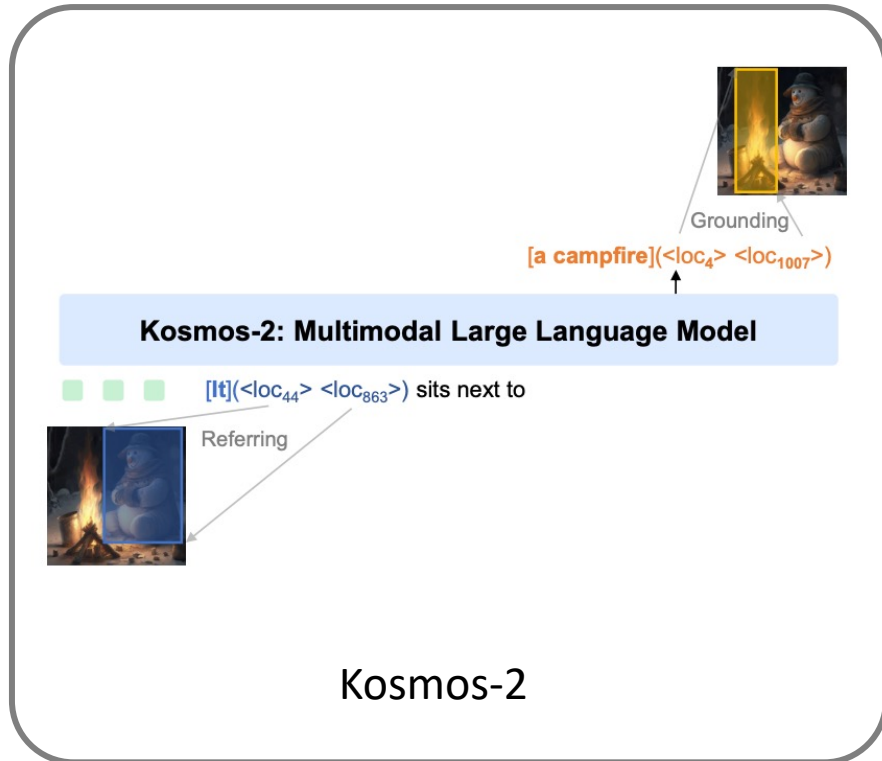 Grounding
[a campfire](<loc4> <loc1007>)
Kosmos-2: Multimodal Large Language Model
[It](<loc44> <loc863>) sits next to
Referring
Kosmos-2